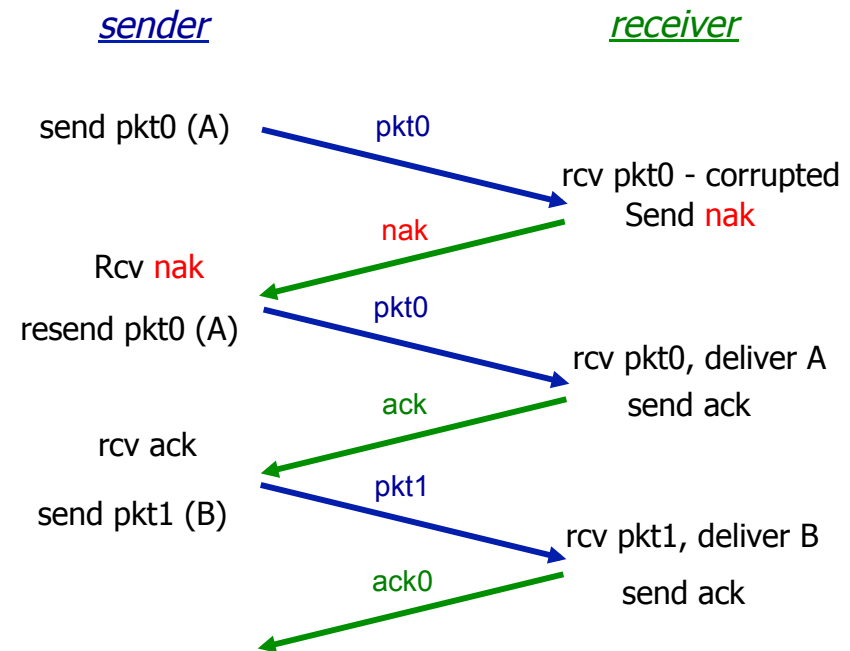 sender
receiver
send pkt0 (A)
pkt0
rcv pkt0 - corrupted
Send nak
nak
Rcv nak
resend pkt0 (A)
pkt0
rcv pkt0, deliver A
send ack
ack
rcv ack
send pkt1 (B)
pkt1
rcv pkt1, deliver B
send ack
ack0